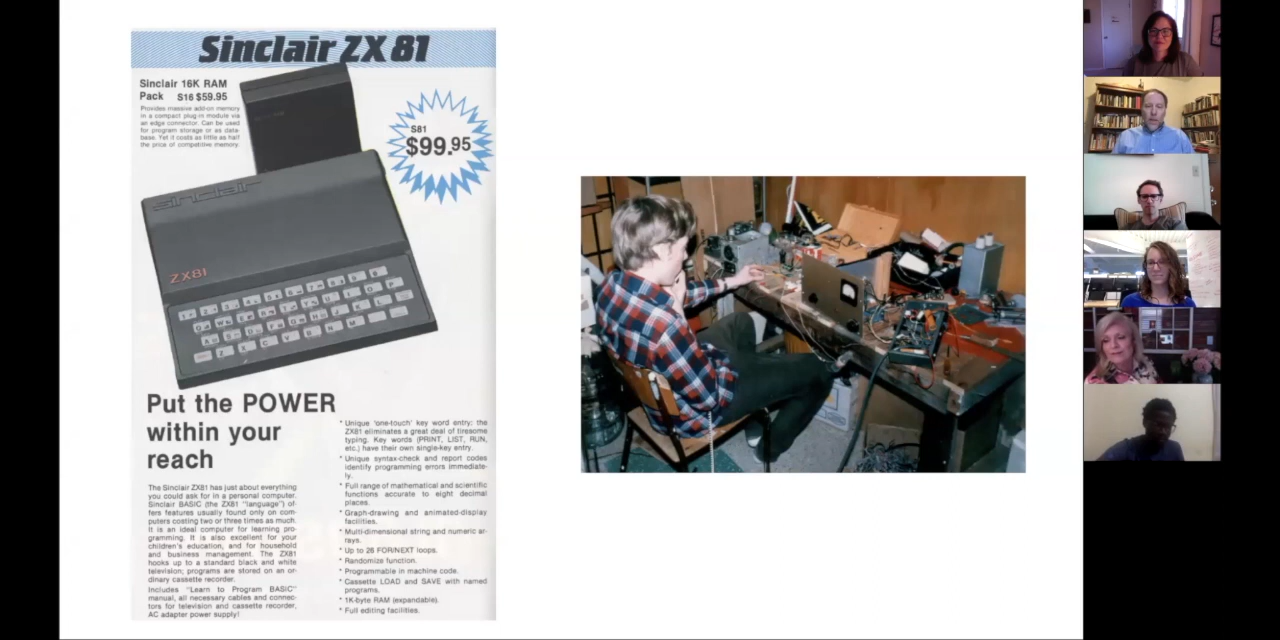 Sinclair ZX 81
Sinclair 16K RAM
Pack S16 $59.95
Provides massive add-on memory
in a compact plug-in module via
an edge connector. Can be used
for program storage or as data-
base. Yet it costs as little as half
the price of competitive memory.
S81
$99.95
sinclair
ZX81
Put the POWER
within your
reach
The Sinclair ZX81 has just about everything
you could ask for in a personal computer.
Sinclair BASIC (the ZX81 "language") of-
fers features usually found only on com-
puters costing two or three times as much.
It is an ideal computer for learning pro-
gramming. It is also excellent for your
children's education, and for household
and business management. The ZX81
hooks up to a standard black and white
television; programs are stored on an or-
dinary cassette recorder.
Includes "Learn to Program BASIC"
manual, all necessary cables and connec-
tors for television and cassette recorder,
AC adapter power supply!
* Unique 'one-touch' key word entry: the
ZX81 eliminates a great deal of tiresome
typing. Key words (PRINT, LIST, RUN,
etc.) have their own single-key entry.
* Unique syntax-check and report codes
identify programming errors immediate-
ly.
* Full range of mathematical and scientific
functions accurate to eight decimal
places.
* Graph-drawing and animated-display
facilities.
* Multi-dimensional string and numeric ar-
rays.
* Up to 26 FOR/NEXT loops.
* Randomize function.
* Programmable in machine code.
* Cassette LOAD and SAVE with named
programs.
* 1K-byte RAM (expandable).
* Full editing facilities.